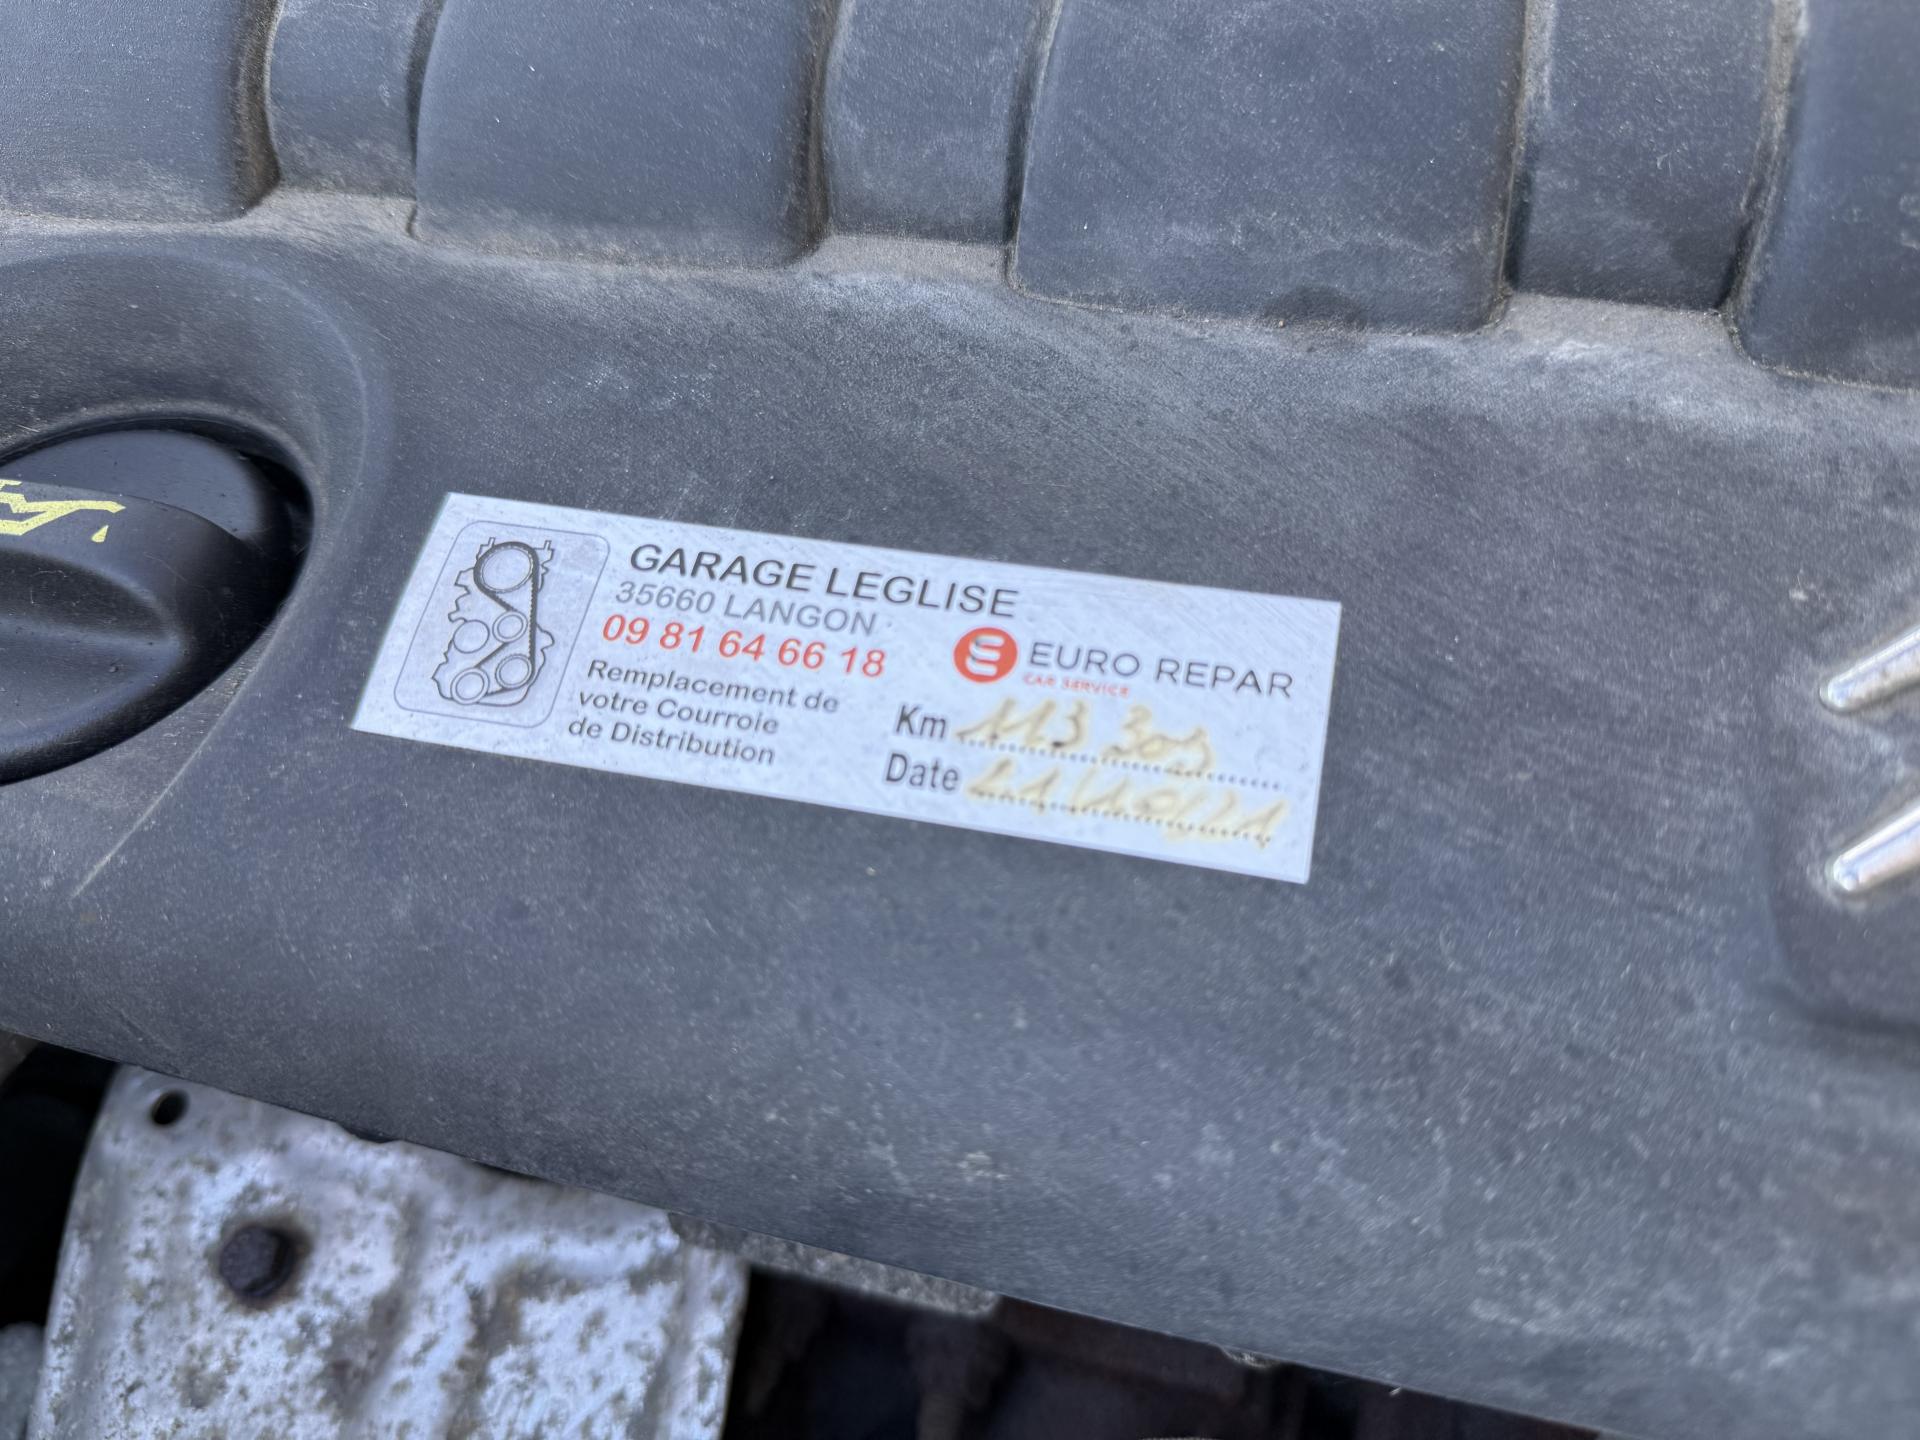 GARAGE LEGLISE
35660 LANGON
09 81 64 66 18
Remplacement de
votre Courroie
de Distribution
EURO REPAR
CAR SERVICE
Km 113 305
Date